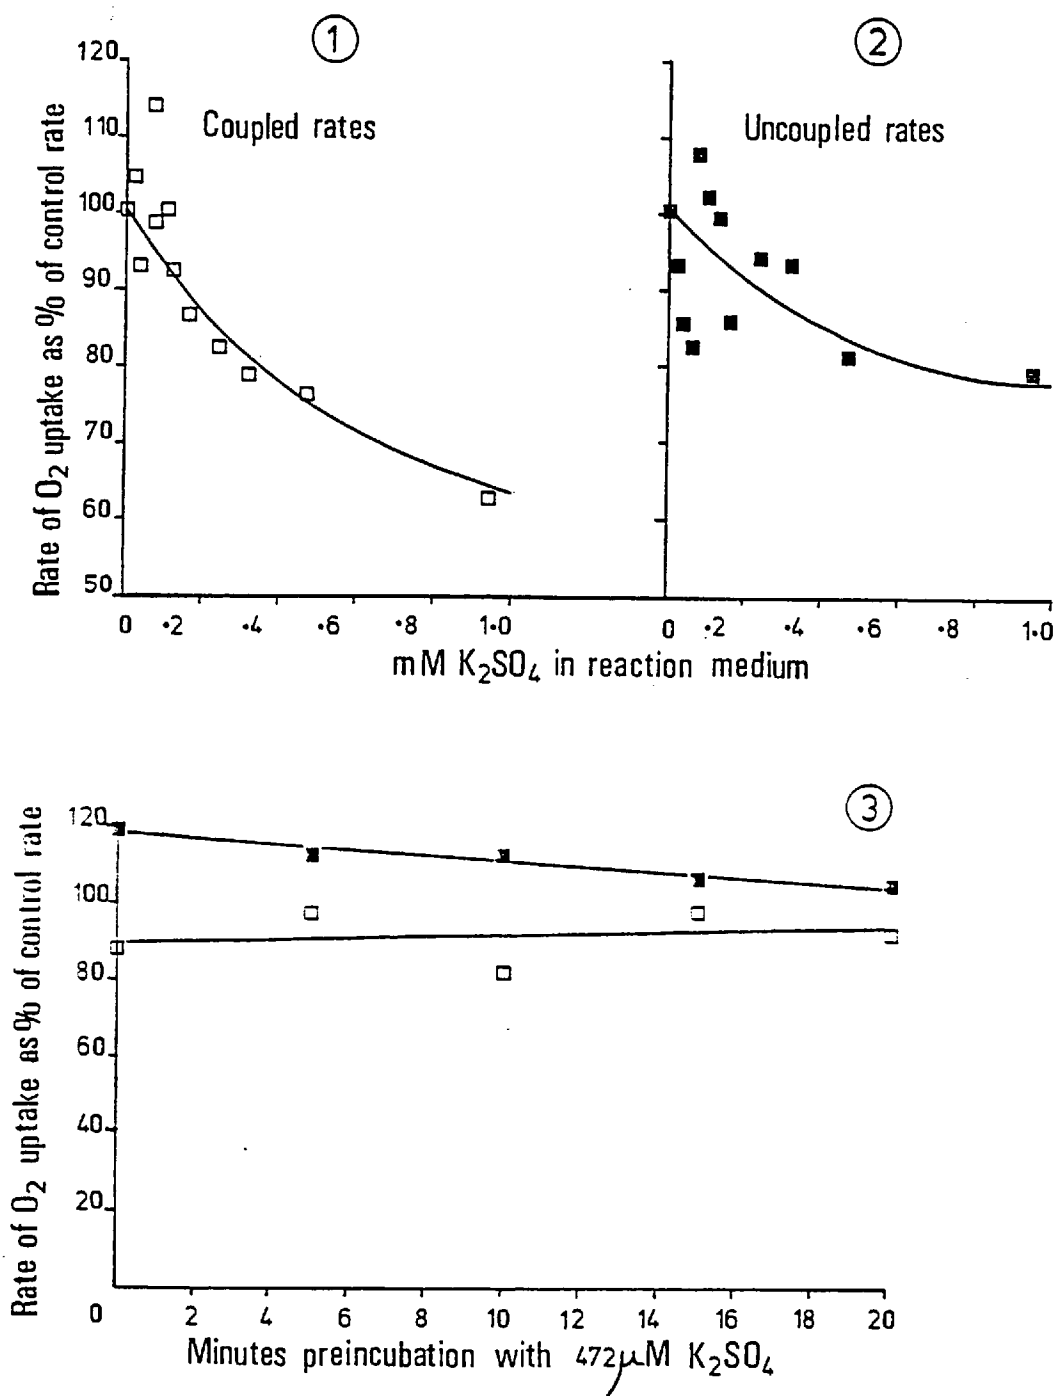 1
2
120
110
100
90
80
70
60
50
Rate of O2 uptake as % of control rate
Coupled rates
Uncoupled rates
0 ·2 ·4 ·6 ·8 1·0
0 ·2 ·4 ·6 ·8 1·0
mM K2SO4 in reaction medium
3
120
100
80
60
40
20
0
Rate of O2 uptake as % of control rate
2 4 6 8 10 12 14 16 18 20
Minutes preincubation with 472μM K2SO4